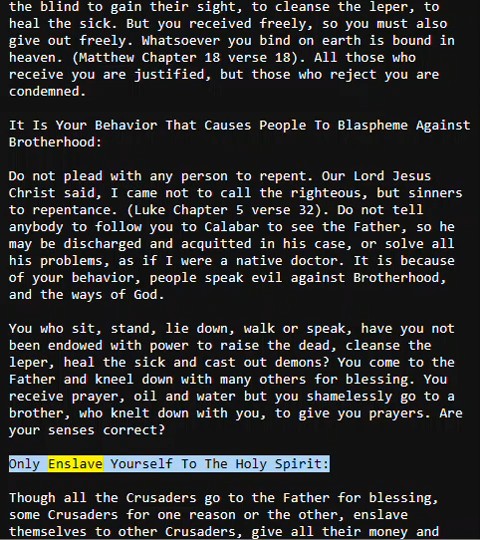 the blind to gain their sight, to cleanse the leper, to
heal the sick. But you received freely, so you must also
give out freely. Whatsoever you bind on earth is bound in
heaven. (Matthew Chapter 18 verse 18). All those who
receive you are justified, but those who reject you are
condemned.
It Is Your Behavior That Causes People To Blaspheme Against
Brotherhood:
Do not plead with any person to repent. Our Lord Jesus
Christ said, I came not to call the righteous, but sinners
to repentance. (Luke Chapter 5 verse 32). Do not tell
anybody to follow you to Calabar to see the Father, so he
may be discharged and acquitted in his case, or solve all
his problems, as if I were a native doctor. It is because
of your behavior, people speak evil against Brotherhood,
and the ways of God.
You who sit, stand, lie down, walk or speak, have you not
been endowed with power to raise the dead, cleanse the
leper, heal the sick and cast out demons? You come to the
Father and kneel down with many others for blessing. You
receive prayer, oil and water but you shamelessly go to a
brother, who knelt down with you, to give you prayers. Are
your senses correct?
Only Enslave Yourself To The Holy Spirit:
Though all the Crusaders go to the Father for blessing,
some Crusaders for one reason or the other, enslave
themselves to other Crusaders, give all their money and